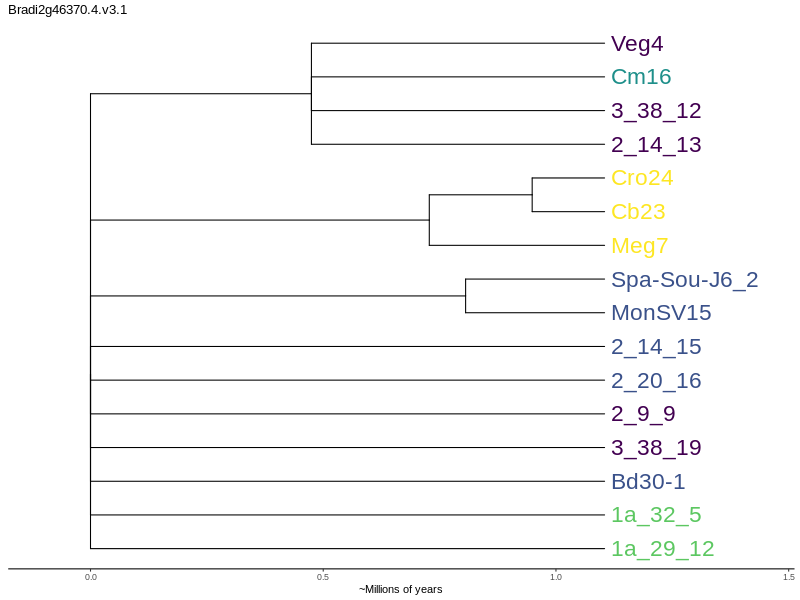 Bradi2g46370.4.v3.1
Veg4
Cm16
3_38_12
2_14_13
Cro24
Cb23
Meg7
Spa-Sou-J6_2
MonSV15
2_14_15
2_20_16
2_9_9
3_38_19
Bd30-1
1a_32_5
1a_29_12
0.0 0.5 1.0 1.5
~Millions of years